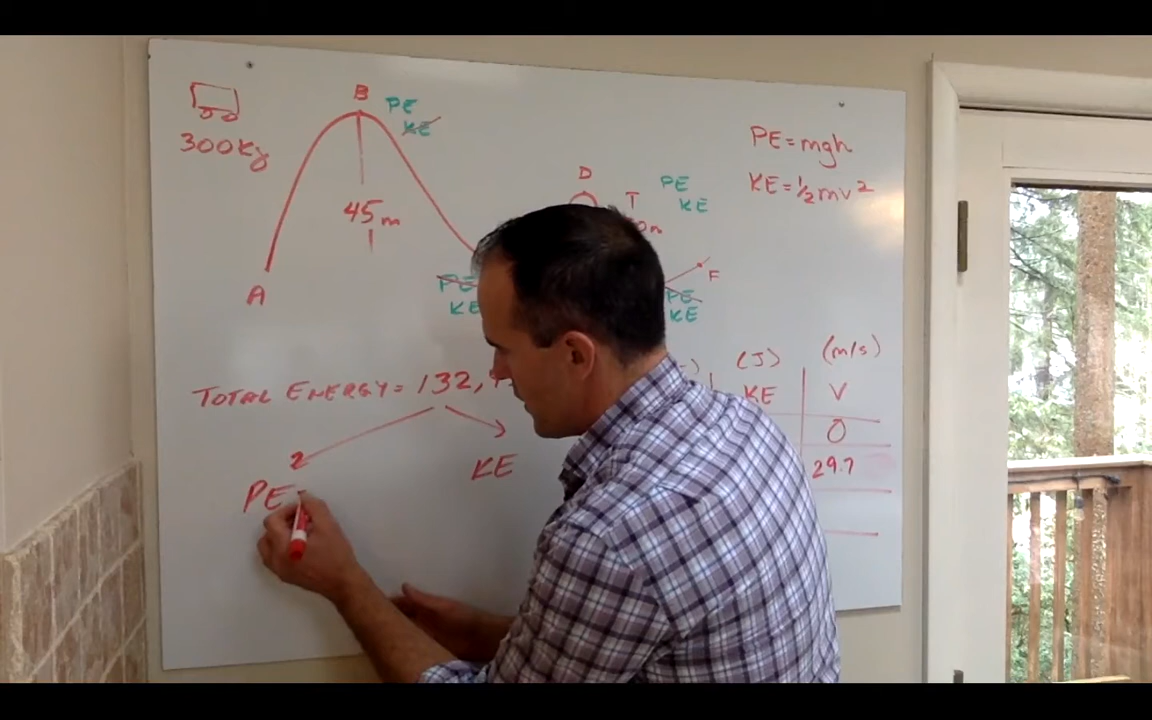 B PE
KE
300Kg
45m
A
D
T
PE
KE
PE
KE
F
PE
KE
PE=mgh
KE=½mv²
TOTAL ENERGY=132,
PE
KE
(J) (m/s)
KE V
0
29.7